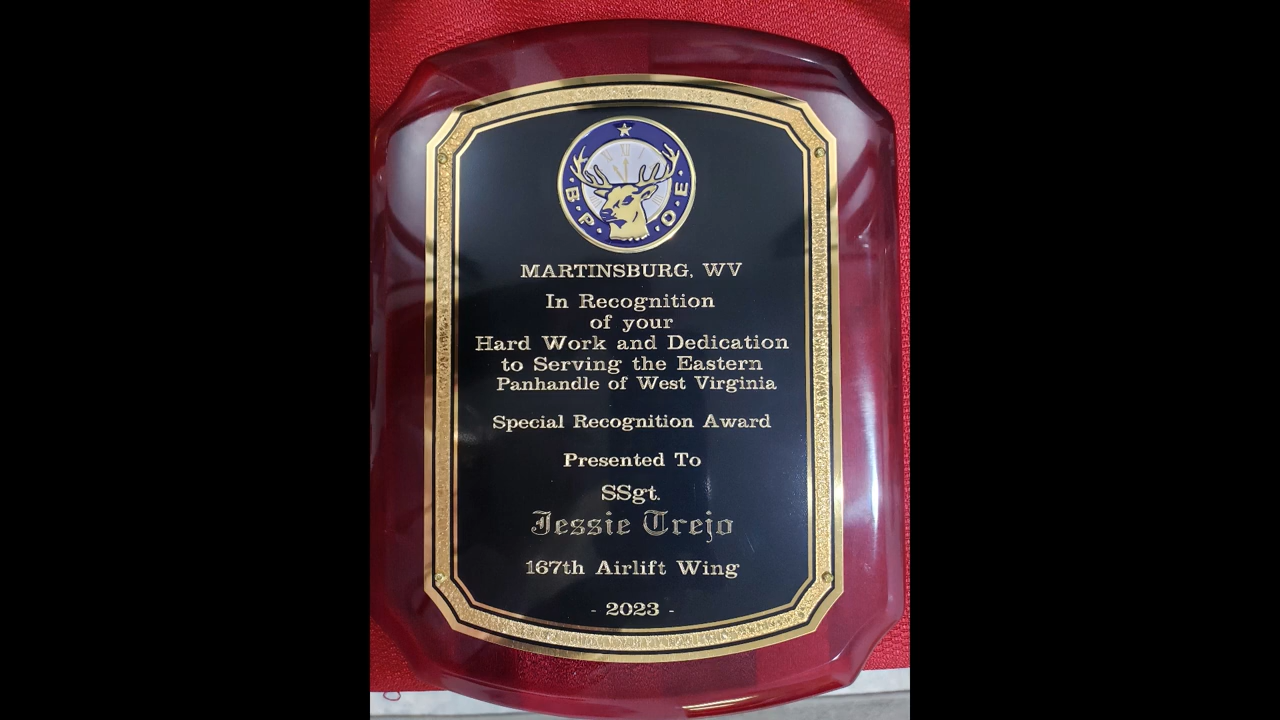 B.P.O.E
MARTINSBURG, WV
In Recognition
of your
Hard Work and Dedication
to Serving the Eastern
Panhandle of West Virginia
Special Recognition Award
Presented To
SSgt.
Jessie Trejo
167th Airlift Wing
- 2023 -